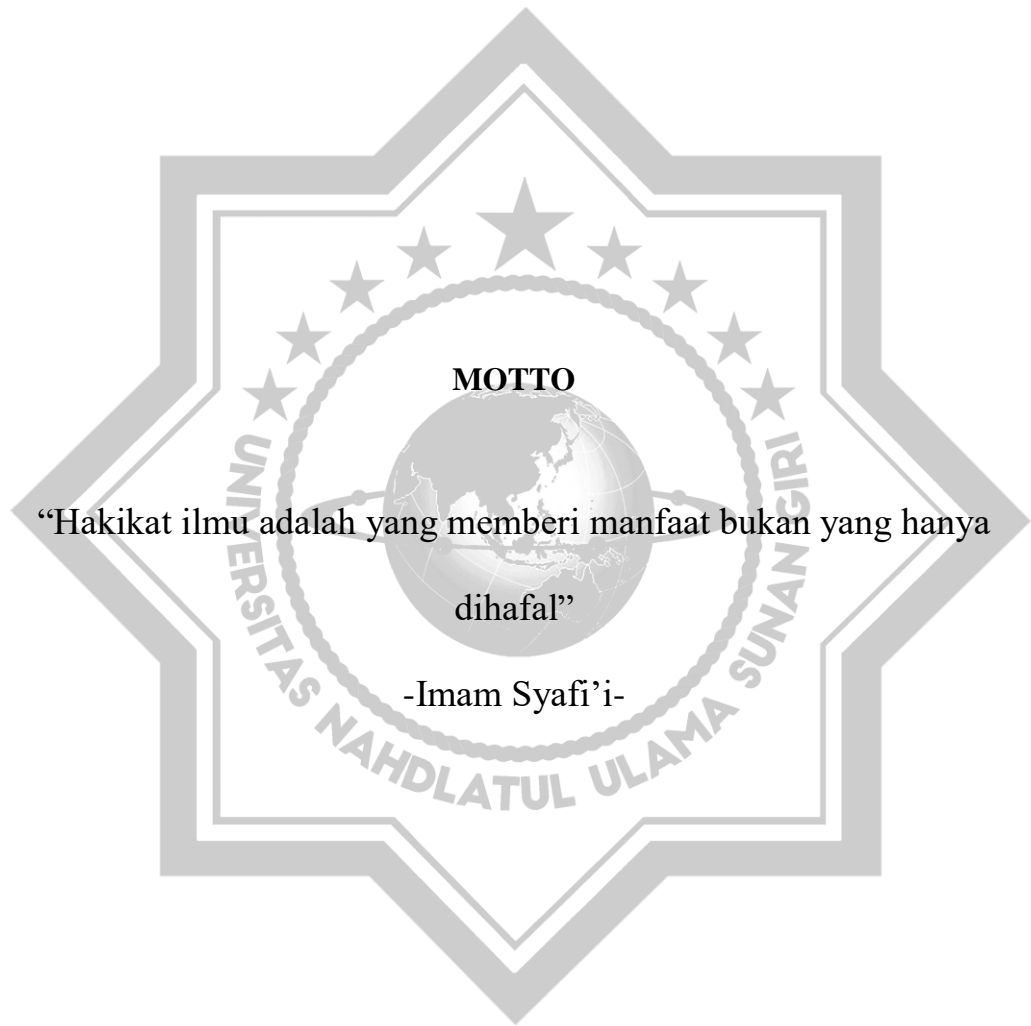 MOTTO
“Hakikat ilmu adalah yang memberi manfaat bukan yang hanya
dihafal”
-Imam Syafi’i-
UNIVERSITAS NAHDLATUL ULAMA SUNAN GIRI